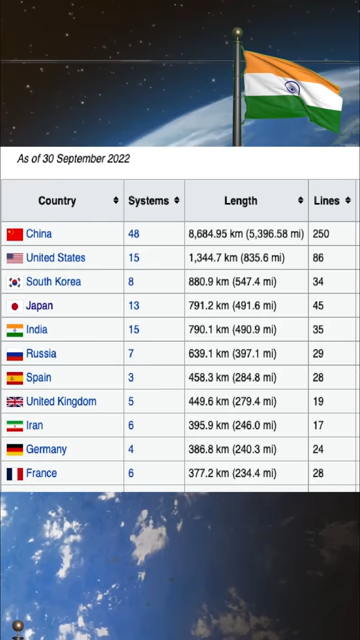 As of 30 September 2022
Country Systems Length Lines
China 48 8,684.95 km (5,396.58 mi) 250
United States 15 1,344.7 km (835.6 mi) 86
South Korea 8 880.9 km (547.4 mi) 34
Japan 13 791.2 km (491.6 mi) 45
India 15 790.1 km (490.9 mi) 35
Russia 7 639.1 km (397.1 mi) 29
Spain 3 458.3 km (284.8 mi) 28
United Kingdom 5 449.6 km (279.4 mi) 19
Iran 6 395.9 km (246.0 mi) 17
Germany 4 386.8 km (240.3 mi) 24
France 6 377.2 km (234.4 mi) 28